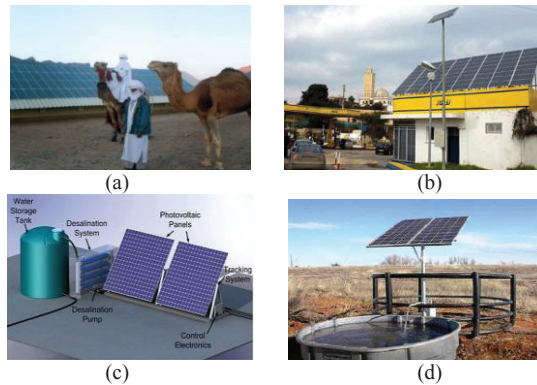 (a)
(b)
Water
Storage
Tank
Desalination
System
Photovoltaic
Panels
Tracking
System
Desalination
Pump
Control
Electronics
(c)
(d)